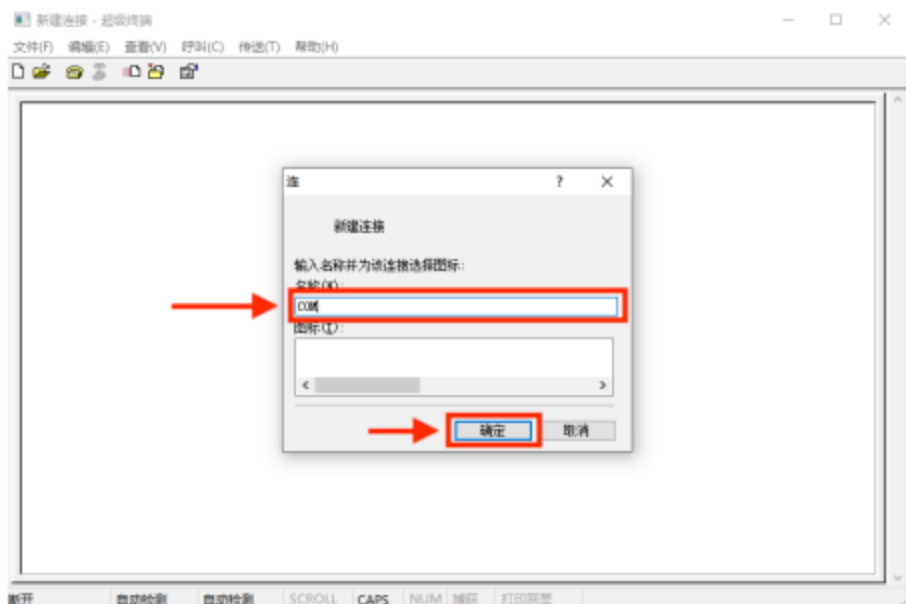 新建连接 - 超级终端
文件(F) 编辑(E) 查看(V) 呼叫(C) 传送(T) 帮助(H)
连
新建连接
输入名称并为该连接选择图标:
名称(N):
COM
图标(I):
确定 取消
断开 自动检测 自动检测 SCROLL CAPS NUM 捕获 打印回显